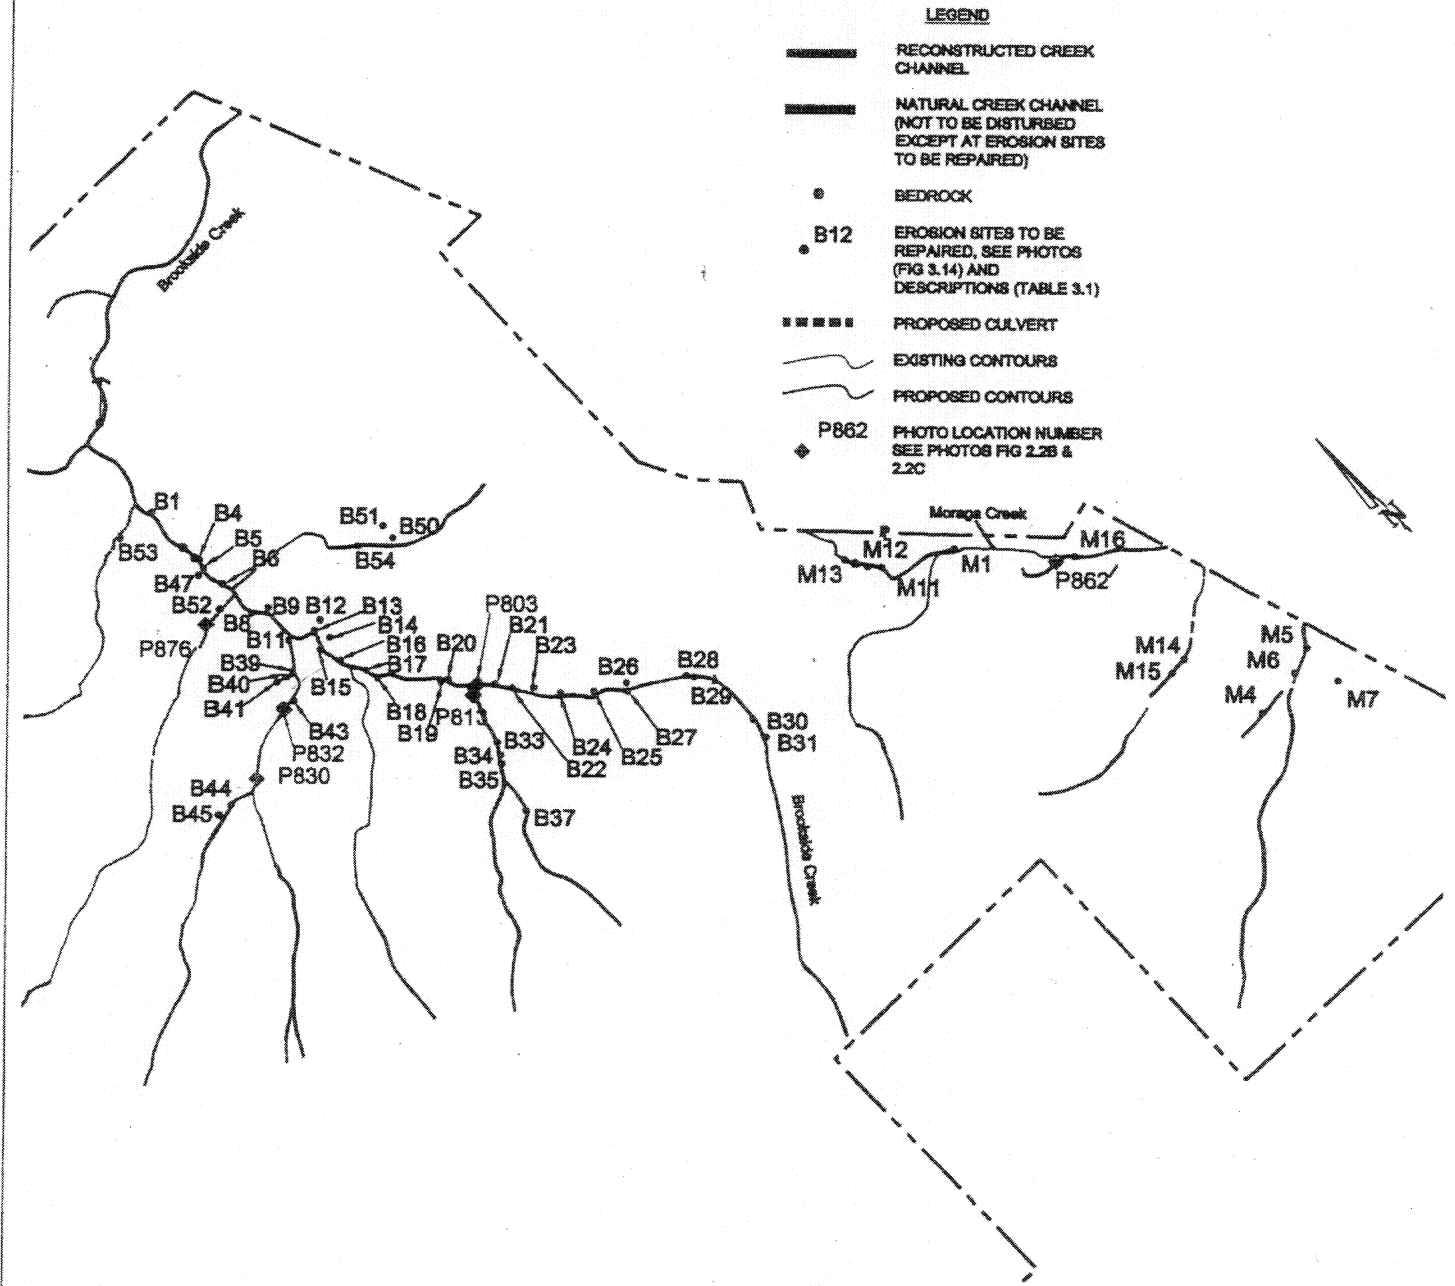 LEGEND
RECONSTRUCTED CREEK
CHANNEL
NATURAL CREEK CHANNEL
(NOT TO BE DISTURBED
EXCEPT AT EROSION SITES
TO BE REPAIRED)
BEDROCK
B12
EROSION SITES TO BE
REPAIRED, SEE PHOTOS
(FIG 3.14) AND
DESCRIPTIONS (TABLE 3.1)
PROPOSED CULVERT
EXISTING CONTOURS
PROPOSED CONTOURS
P862
PHOTO LOCATION NUMBER
SEE PHOTOS FIG 2.2B &
2.2C
N
Brookside Creek
B1
B4
B5
B6
B53
B47
B52
B8
B9
B11
P876
B51
B50
B54
B12
B13
B14
B16
B17
B15
B18
B19
B20
P803
B21
B23
P813
B39
B40
B41
B43
P832
P830
B44
B45
B33
B34
B35
B37
B24
B22
B25
B26
B27
B28
B29
B30
B31
Brookside Creek
Moraga Creek
M12
M13
M11
M1
M16
P862
M14
M15
M5
M6
M4
M7